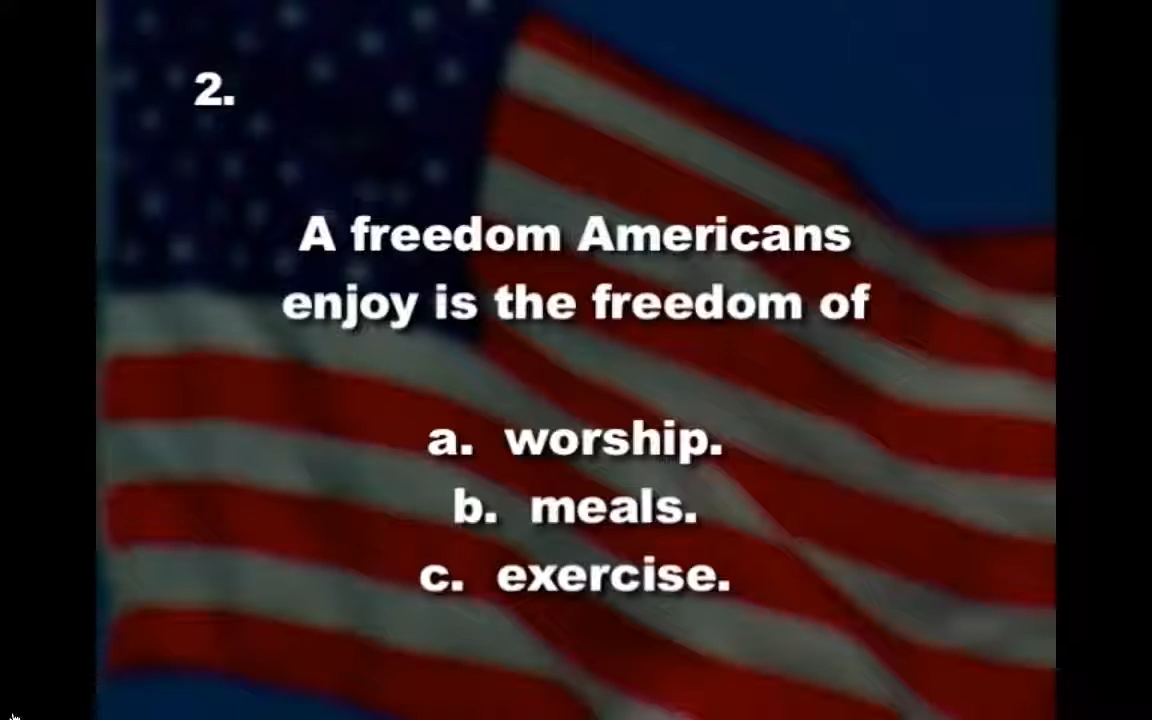 2.
A freedom Americans
enjoy is the freedom of
a. worship.
b. meals.
c. exercise.